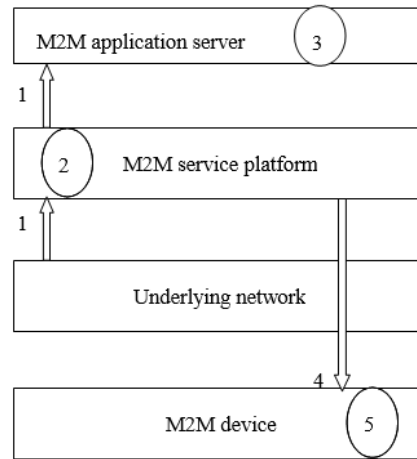 M2M application server 3
1
2 M2M service platform
1
Underlying network
4
M2M device 5